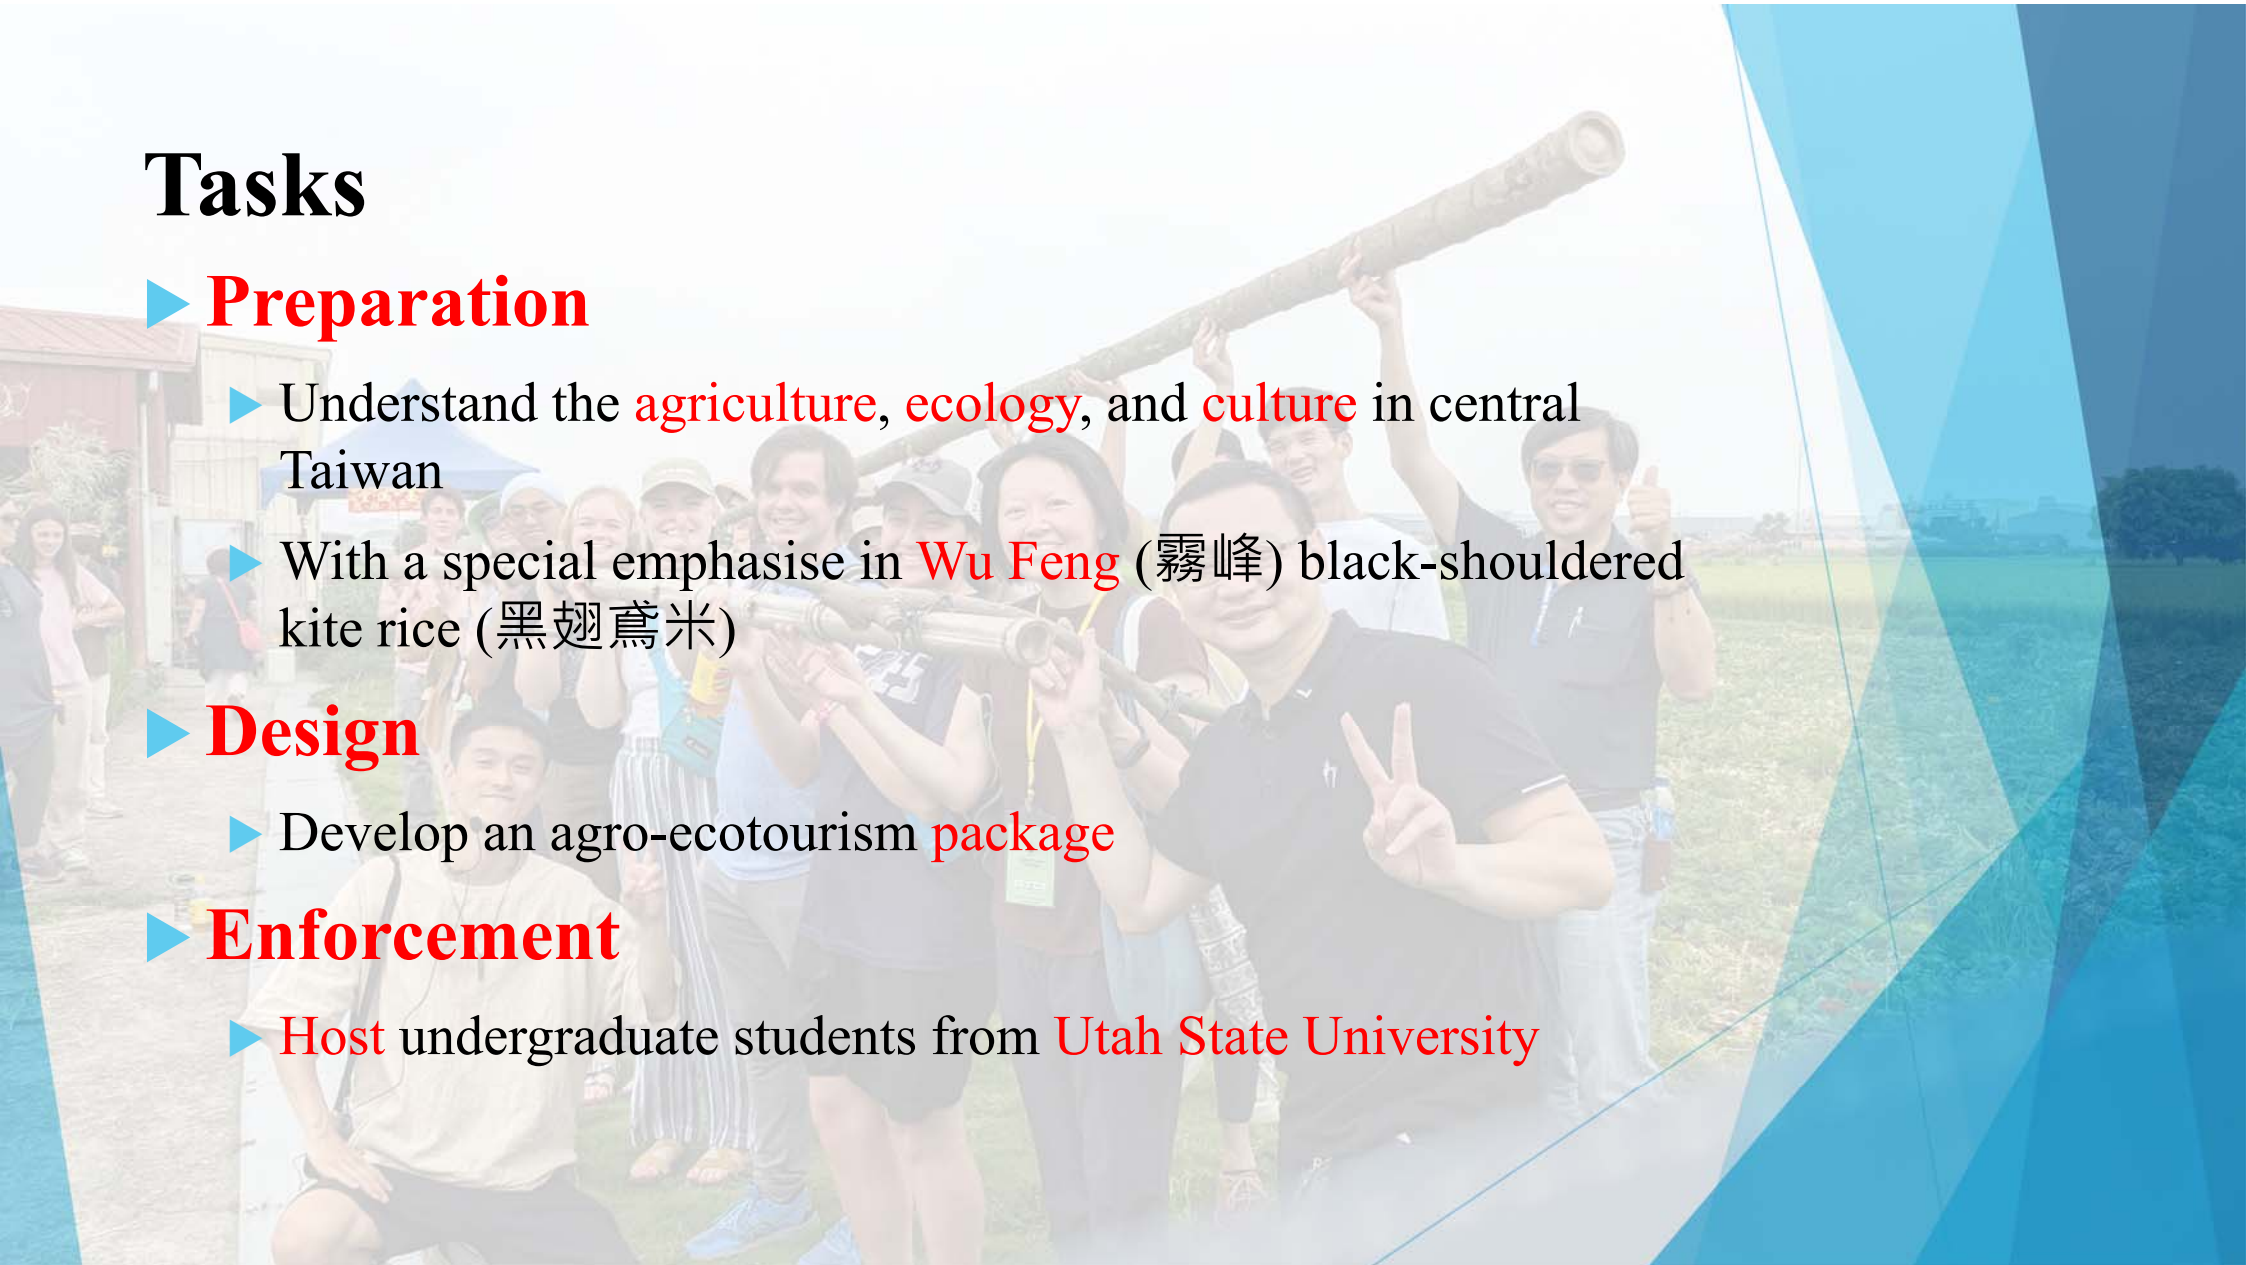 Tasks
Preparation
Understand the agriculture, ecology, and culture in central
Taiwan
With a special emphasise in Wu Feng (霧峰) black-shouldered
kite rice (黑翅鳶米)
Design
Develop an agro-ecotourism package
Enforcement
Host undergraduate students from Utah State University